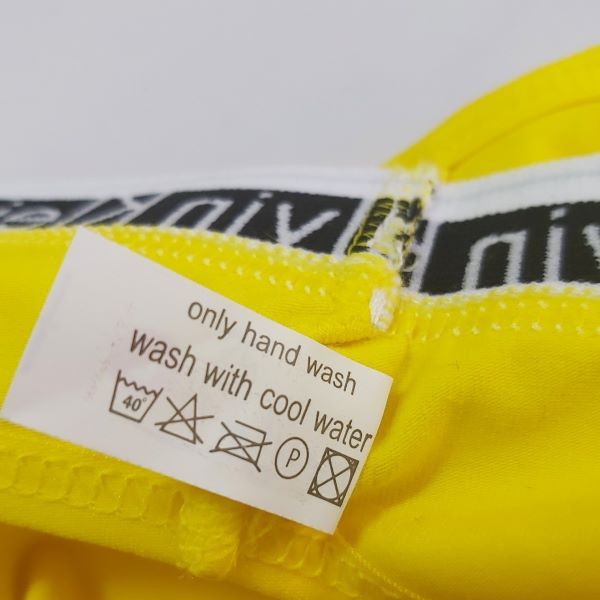 only hand wash
wash with cool water
40°
P